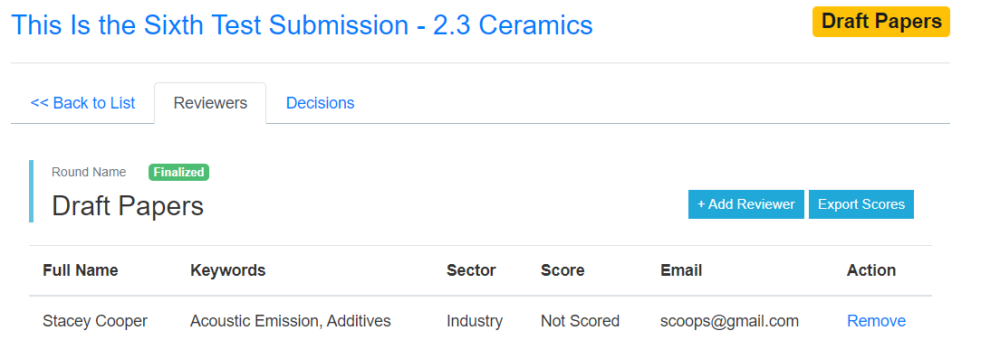 This Is the Sixth Test Submission - 2.3 Ceramics
Draft Papers
<< Back to List
Reviewers
Decisions
Round Name
Finalized
Draft Papers
+ Add Reviewer
Export Scores
Full Name Keywords Sector Score Email Action
Stacey Cooper Acoustic Emission, Additives Industry Not Scored scoops@gmail.com Remove